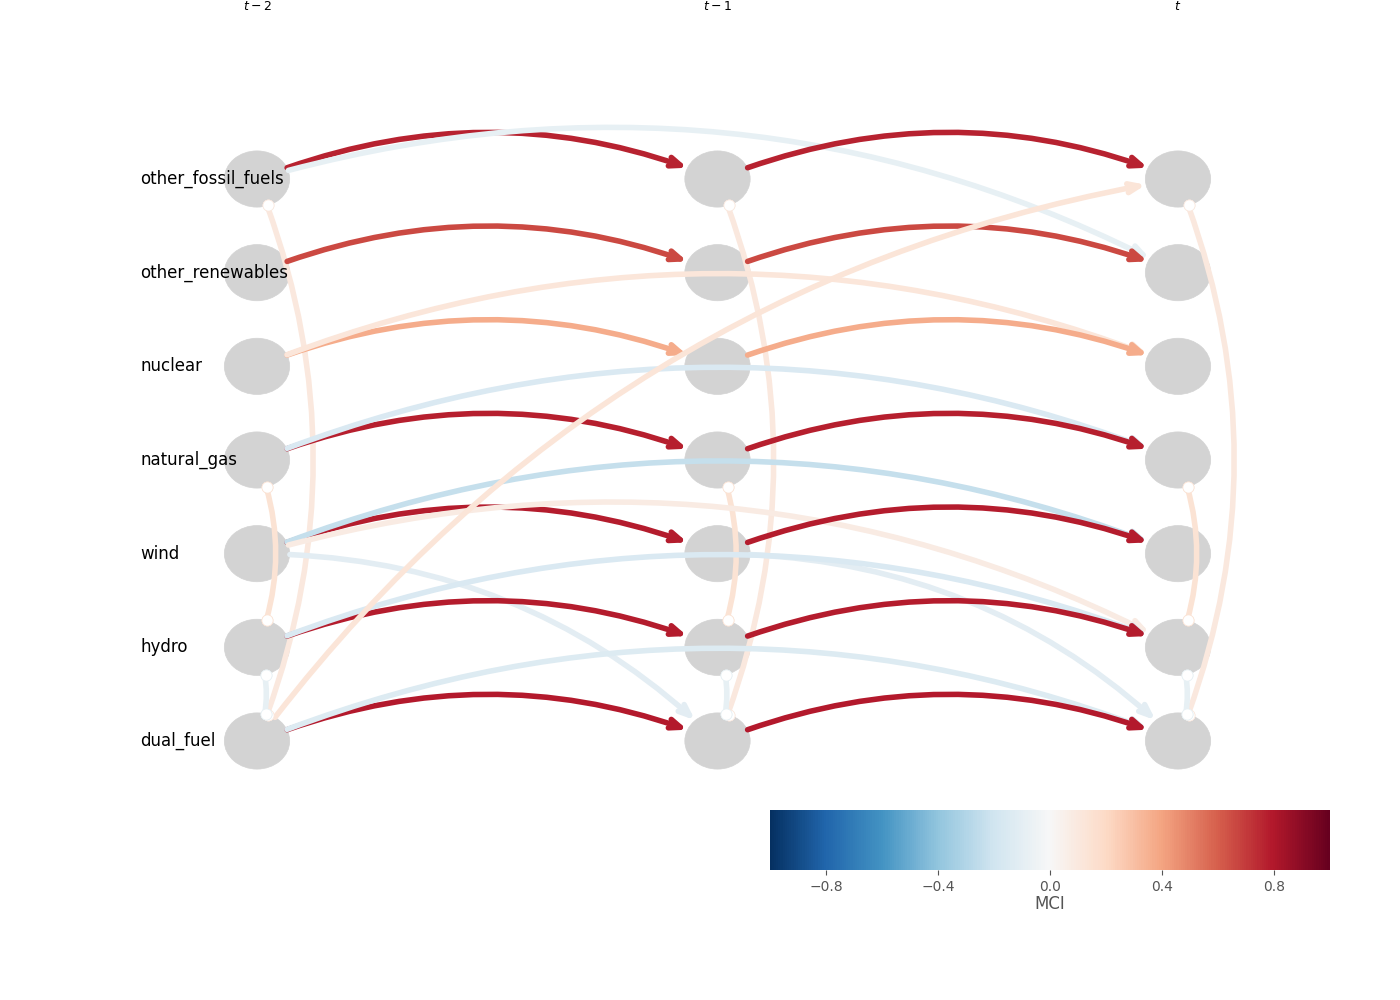 t − 2 t − 1 t
other_fossil_fuels
other_renewables
nuclear
natural_gas
wind
hydro
dual_fuel
−0.8 −0.4 0.0 0.4 0.8
MCI